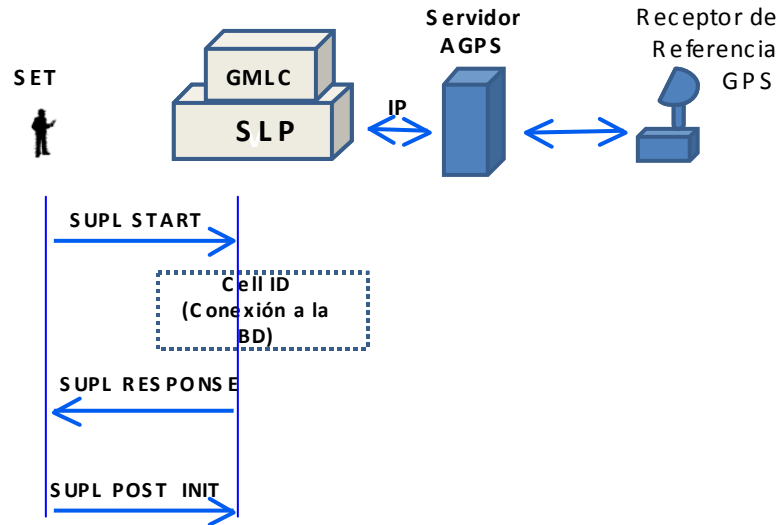 SET
GMLC
SLP
IP
Servidor
AGPS
Receptor de
Referencia
GPS
SUPL START
Cell ID
(Conexión a la
BD)
SUPL RESPONSE
SUPL POST INIT